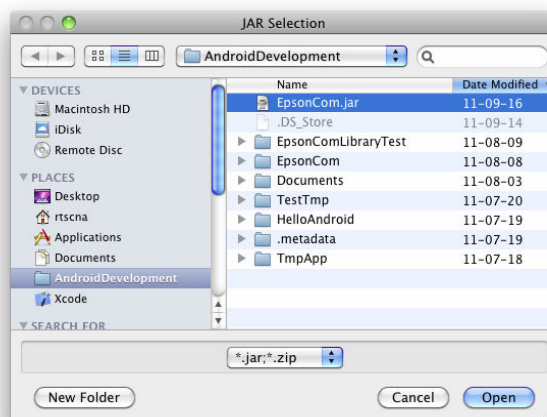 JAR Selection
AndroidDevelopment
Name Date Modified
DEVICES
Macintosh HD
iDisk
Remote Disc
PLACES
Desktop
rtscna
Applications
Documents
AndroidDevelopment
Xcode
SEARCH FOR
EpsonCom.jar 11-09-16
.DS_Store 11-09-14
EpsonComLibraryTest 11-08-09
EpsonCom 11-08-08
Documents 11-08-03
TestTmp 11-07-20
HelloAndroid 11-07-19
.metadata 11-07-19
TmpApp 11-07-18
*.jar;*.zip
New Folder Cancel Open